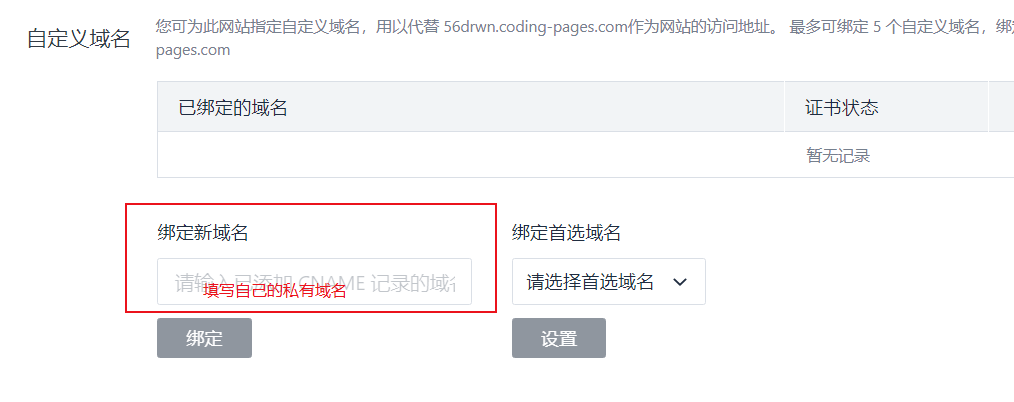 自定义域名
您可为此网站指定自定义域名，用以代替 56drwn.coding-pages.com作为网站的访问地址。 最多可绑定 5 个自定义域名，绑定
pages.com
已绑定的域名 证书状态
暂无记录
绑定新域名 绑定首选域名
请输入已添加 CNAME 记录的域名 请选择首选域名
填写自己的私有域名
绑定 设置